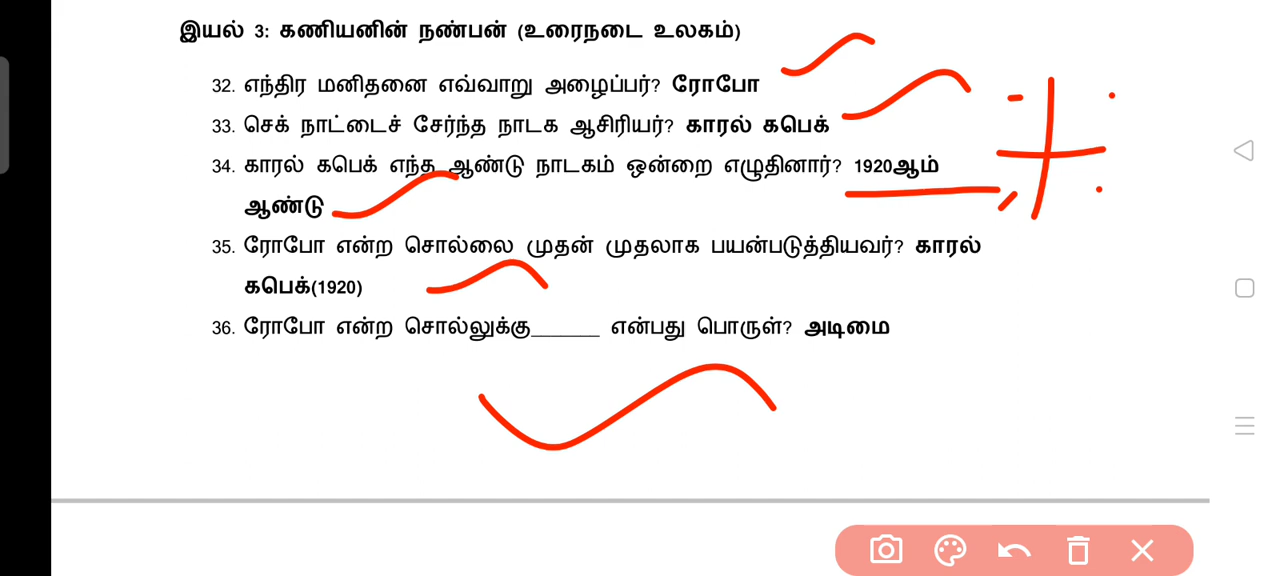 இயல் 3: கணியனின் நண்பன் (உரைநடை உலகம்)
32. எந்திர மனிதனை எவ்வாறு அழைப்பர்? ரோபோ
33. செக் நாட்டைச் சேர்ந்த நாடக ஆசிரியர்? காரல் கபெக்
34. காரல் கபெக் எந்த ஆண்டு நாடகம் ஒன்றை எழுதினார்? 1920ஆம்
ஆண்டு
35. ரோபோ என்ற சொல்லை முதன் முதலாக பயன்படுத்தியவர்? காரல்
கபெக்(1920)
36. ரோபோ என்ற சொல்லுக்கு______ என்பது பொருள்? அடிமை